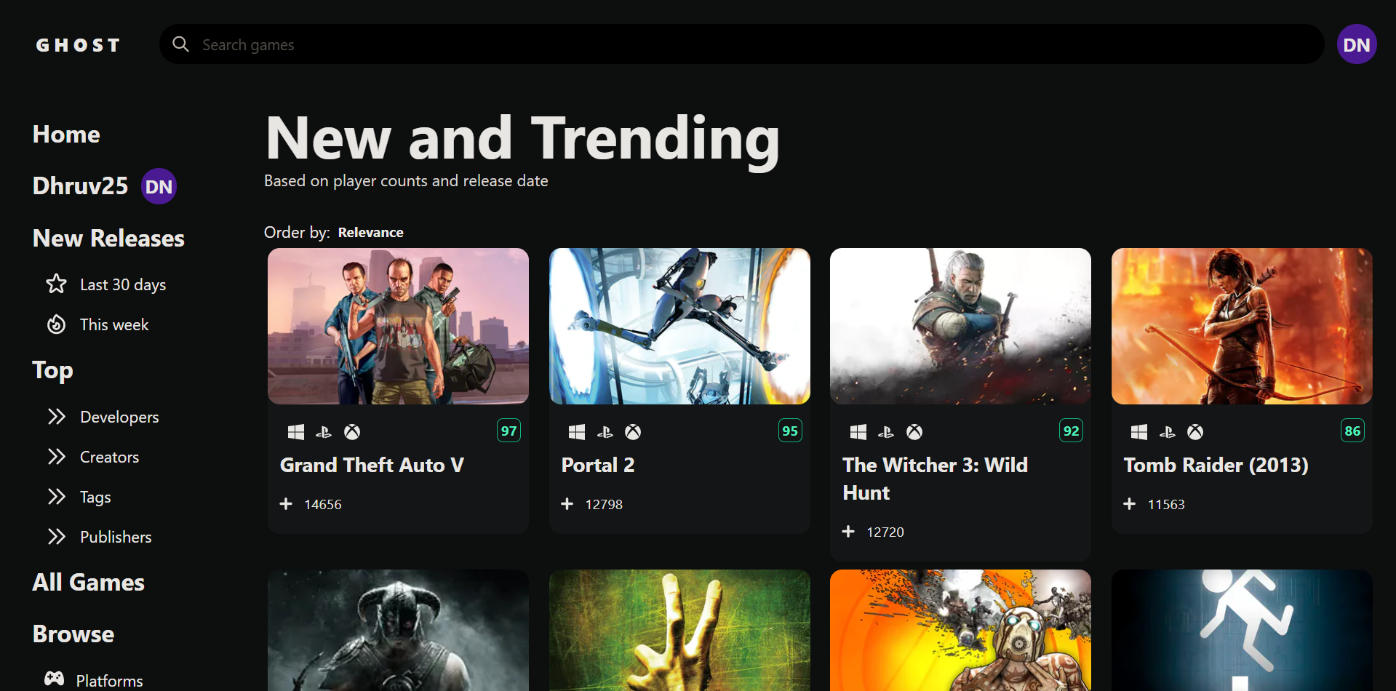 GHOST
Search games
DN
Home
Dhruv25 DN
New Releases
Last 30 days
This week
Top
Developers
Creators
Tags
Publishers
All Games
Browse
Platforms
New and Trending
Based on player counts and release date
Order by: Relevance
97
Grand Theft Auto V
14656
95
Portal 2
12798
92
The Witcher 3: Wild
Hunt
12720
86
Tomb Raider (2013)
11563